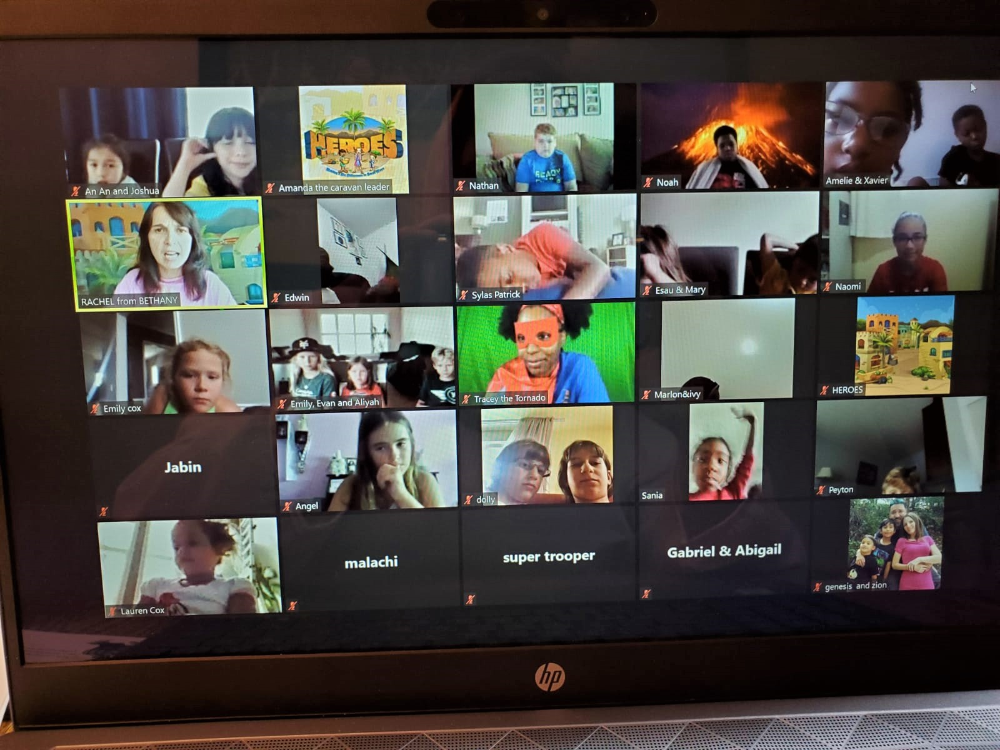 An An and Joshua
HEROES
Amanda the caravan leader
READY
Nathan
Noah
Amelie & Xavier
RACHEL from BETHANY
Edwin
Sylas Patrick
Esau & Mary
Naomi
Emily cox
Emily, Evan and Aliyah
Tracey the Tornado
Marlon&ivy
HEROES
Jabin
Angel
dolly
Sania
Peyton
Lauren Cox
malachi
super trooper
Gabriel & Abigail
genesis and zion
hp